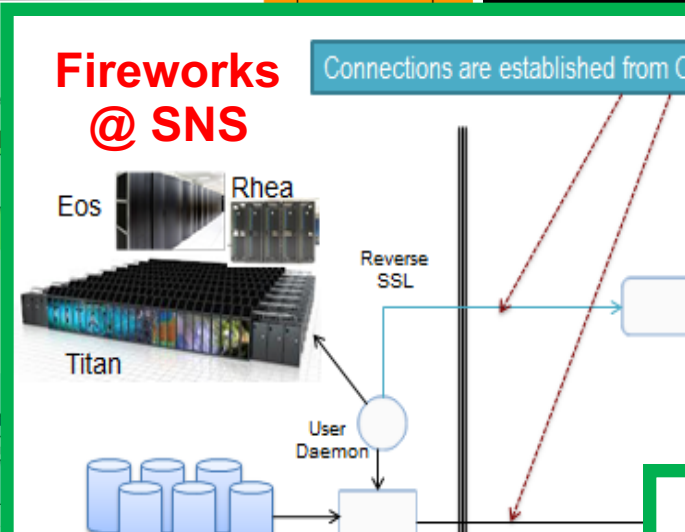 Fireworks
@ SNS
Connections are established from
Eos
Rhea
Reverse
SSL
Titan
User
Daemon